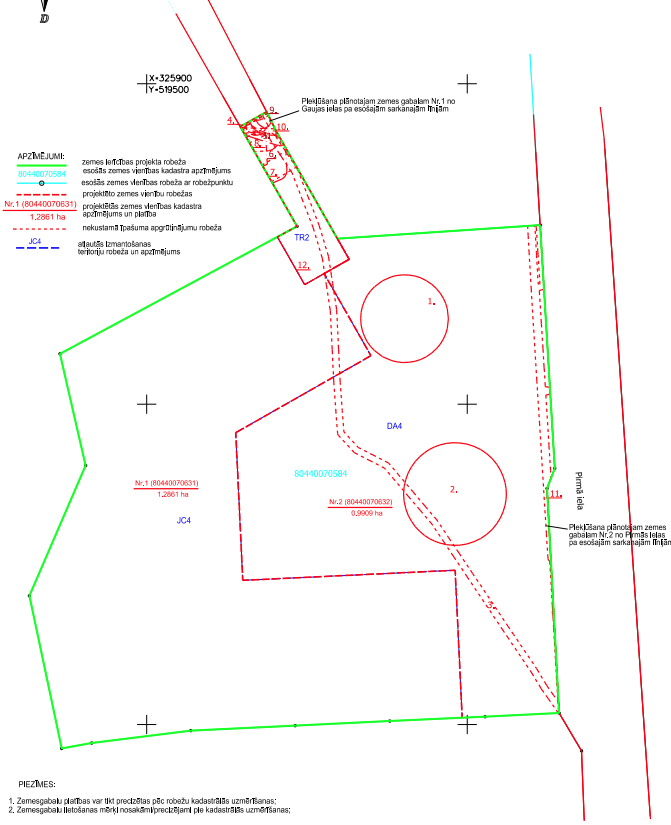 D
X=325900
Y=519500
Piekļūšana plānotajam zemes gabalam Nr.1 no
Gaujas ielas pa esošajām sarkanajām līnijām
4.
9.
10.
8.
6.
7.
APZĪMĒJUMI:
zemes ierīcības projekta robeža
80440070584
esošās zemes vienības kadastra apzīmējums
esošās zemes vienības robeža ar robežpunktu
projektēto zemes vienību robežas
Nr.1 (80440070631)
1,2861 ha
projektētās zemes vienības kadastra
apzīmējums un platība
nekustamā īpašuma apgrūtinājumu robeža
JC4
atļautās izmantošanas
teritoriju robeža un apzīmējums
TR2
12.
1.
DA4
80440070584
Nr.1 (80440070631)
1,2861 ha
JC4
Nr.2 (80440070632)
0,9909 ha
2.
11.
Pirmā iela
Piekļūšana plānotajam zemes
gabalam Nr.2 no Pirmās ielas
pa esošajām sarkanajām līnijām
3.
PIEZĪMES:
1. Zemesgabalu platības var tikt precizētas pēc robežu kadastrālās uzmērīšanas;
2. Zemesgabalu lietošanas mērķi nosakāmi/precizējami pie kadastrālās uzmērīšanas;